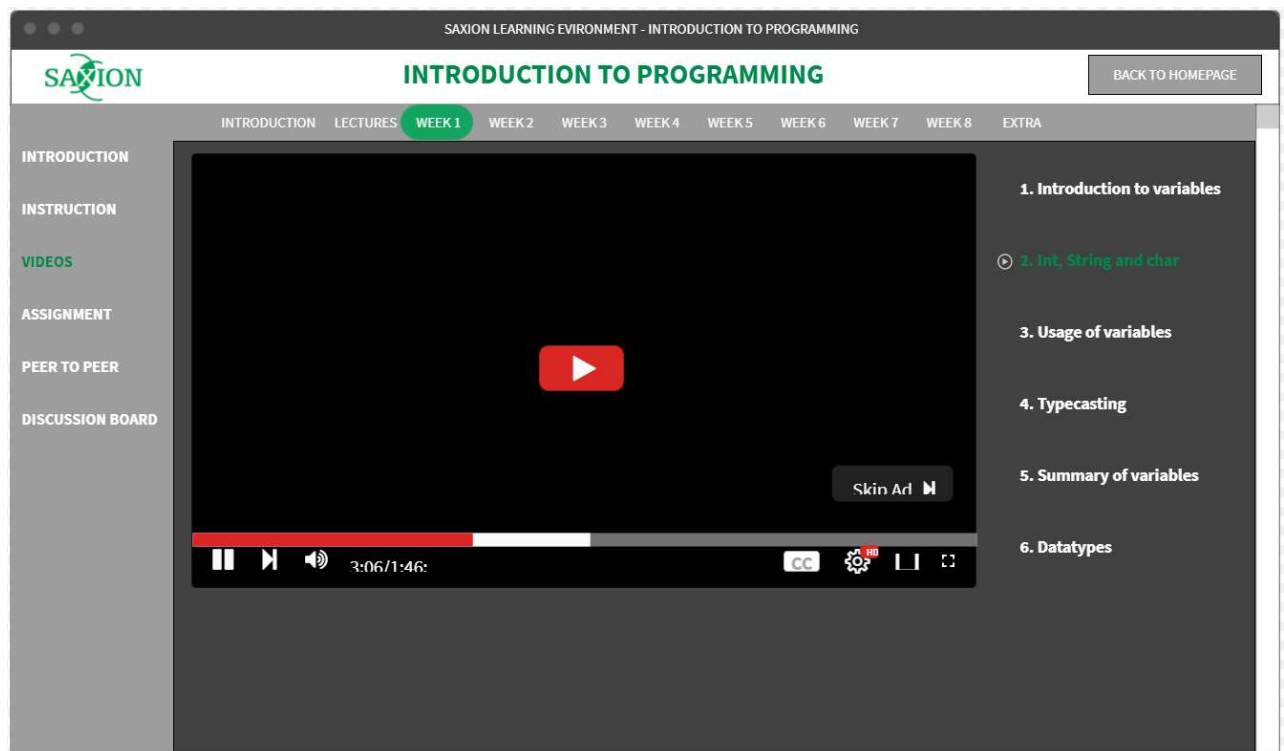 SAXION LEARNING EVIRONMENT - INTRODUCTION TO PROGRAMMING
SAXION
INTRODUCTION TO PROGRAMMING
BACK TO HOMEPAGE
INTRODUCTION LECTURES WEEK 1 WEEK 2 WEEK 3 WEEK 4 WEEK 5 WEEK 6 WEEK 7 WEEK 8 EXTRA
INTRODUCTION
INSTRUCTION
VIDEOS
ASSIGNMENT
PEER TO PEER
DISCUSSION BOARD
Skip Ad
3:06/1:46:
CC
HD
1. Introduction to variables
2. Int, String and char
3. Usage of variables
4. Typecasting
5. Summary of variables
6. Datatypes